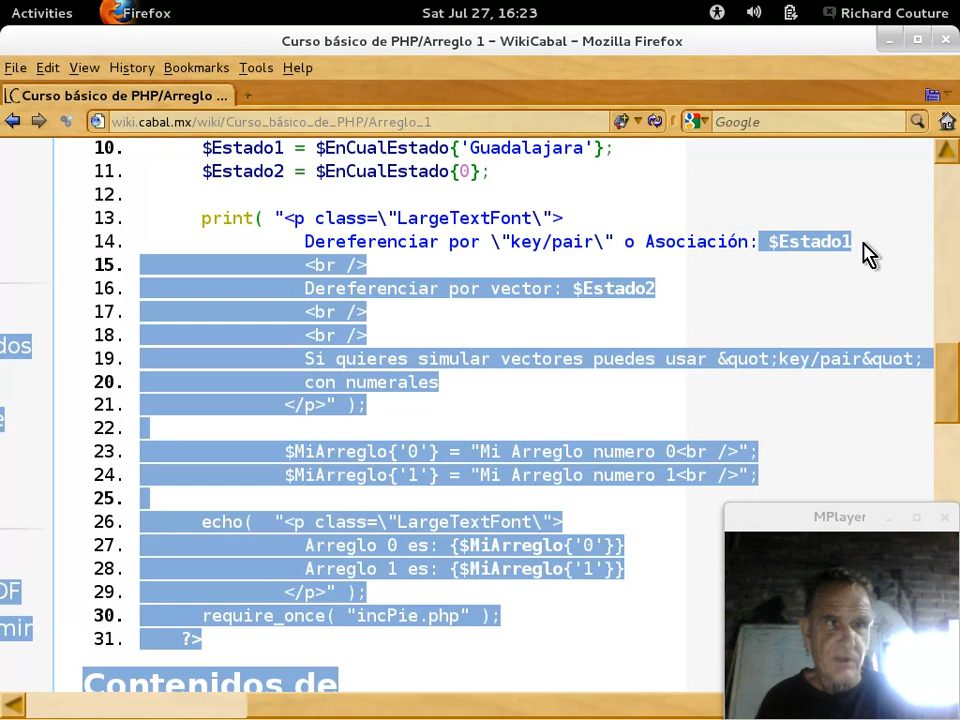 Activities Firefox Sat Jul 27, 16:23 Richard Couture
Curso básico de PHP/Arreglo 1 – WikiCabal – Mozilla Firefox
File Edit View History Bookmarks Tools Help
Curso básico de PHP/Arreglo ... +
wiki.cabal.mx/wiki/Curso_básico_de_PHP/Arreglo_1 Google
10. $Estado1 = $EnCualEstado{'Guadalajara'};
11. $Estado2 = $EnCualEstado{0};
12.
13. print( "<p class=\"LargeTextFont\">
14. Dereferenciar por \"key/pair\" o Asociación: $Estado1
15. <br />
16. Dereferenciar por vector: $Estado2
17. <br />
18. <br />
dos
19. Si quieres simular vectores puedes usar &quot;key/pair&quot;
20. con numerales
21. </p>" );
22.
23. $MiArreglo{'0'} = "Mi Arreglo numero 0<br />";
24. $MiArreglo{'1'} = "Mi Arreglo numero 1<br />";
25.
26. echo( "<p class=\"LargeTextFont\">
27. Arreglo 0 es: {$MiArreglo{'0'}}
28. Arreglo 1 es: {$MiArreglo{'1'}}
29. </p>" );
30. require_once( "incPie.php" );
31. ?>
MPlayer
Contenidos de